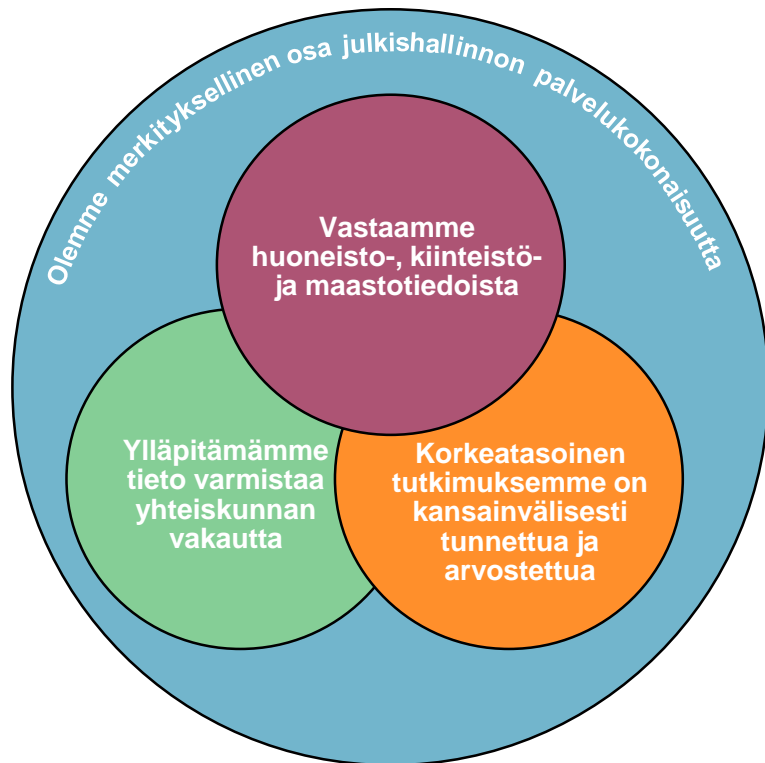 Olemme merkityksellinen osa julkishallinnon palvelukokonaisuutta
Vastaamme
huoneisto-, kiinteistö-
ja maastotiedoista
Ylläpitämämme
tieto varmistaa
yhteiskunnan
vakautta
Korkeatasoinen
tutkimuksemme on
kansainvälisesti
tunnettua ja
arvostettua